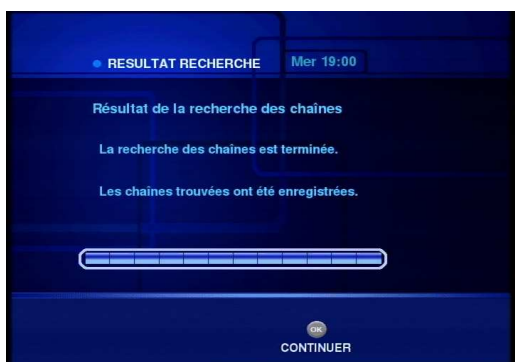 RESULTAT RECHERCHE Mer 19:00
Résultat de la recherche des chaînes
La recherche des chaînes est terminée.
Les chaînes trouvées ont été enregistrées.
OK
CONTINUER